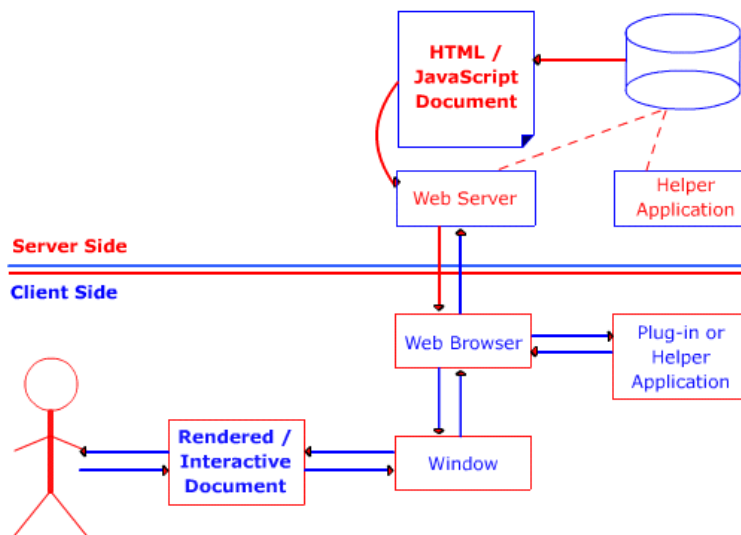 HTML /
JavaScript
Document
Web Server
Helper
Application
Server Side
Client Side
Web Browser
Plug-in or
Helper
Application
Rendered /
Interactive
Document
Window